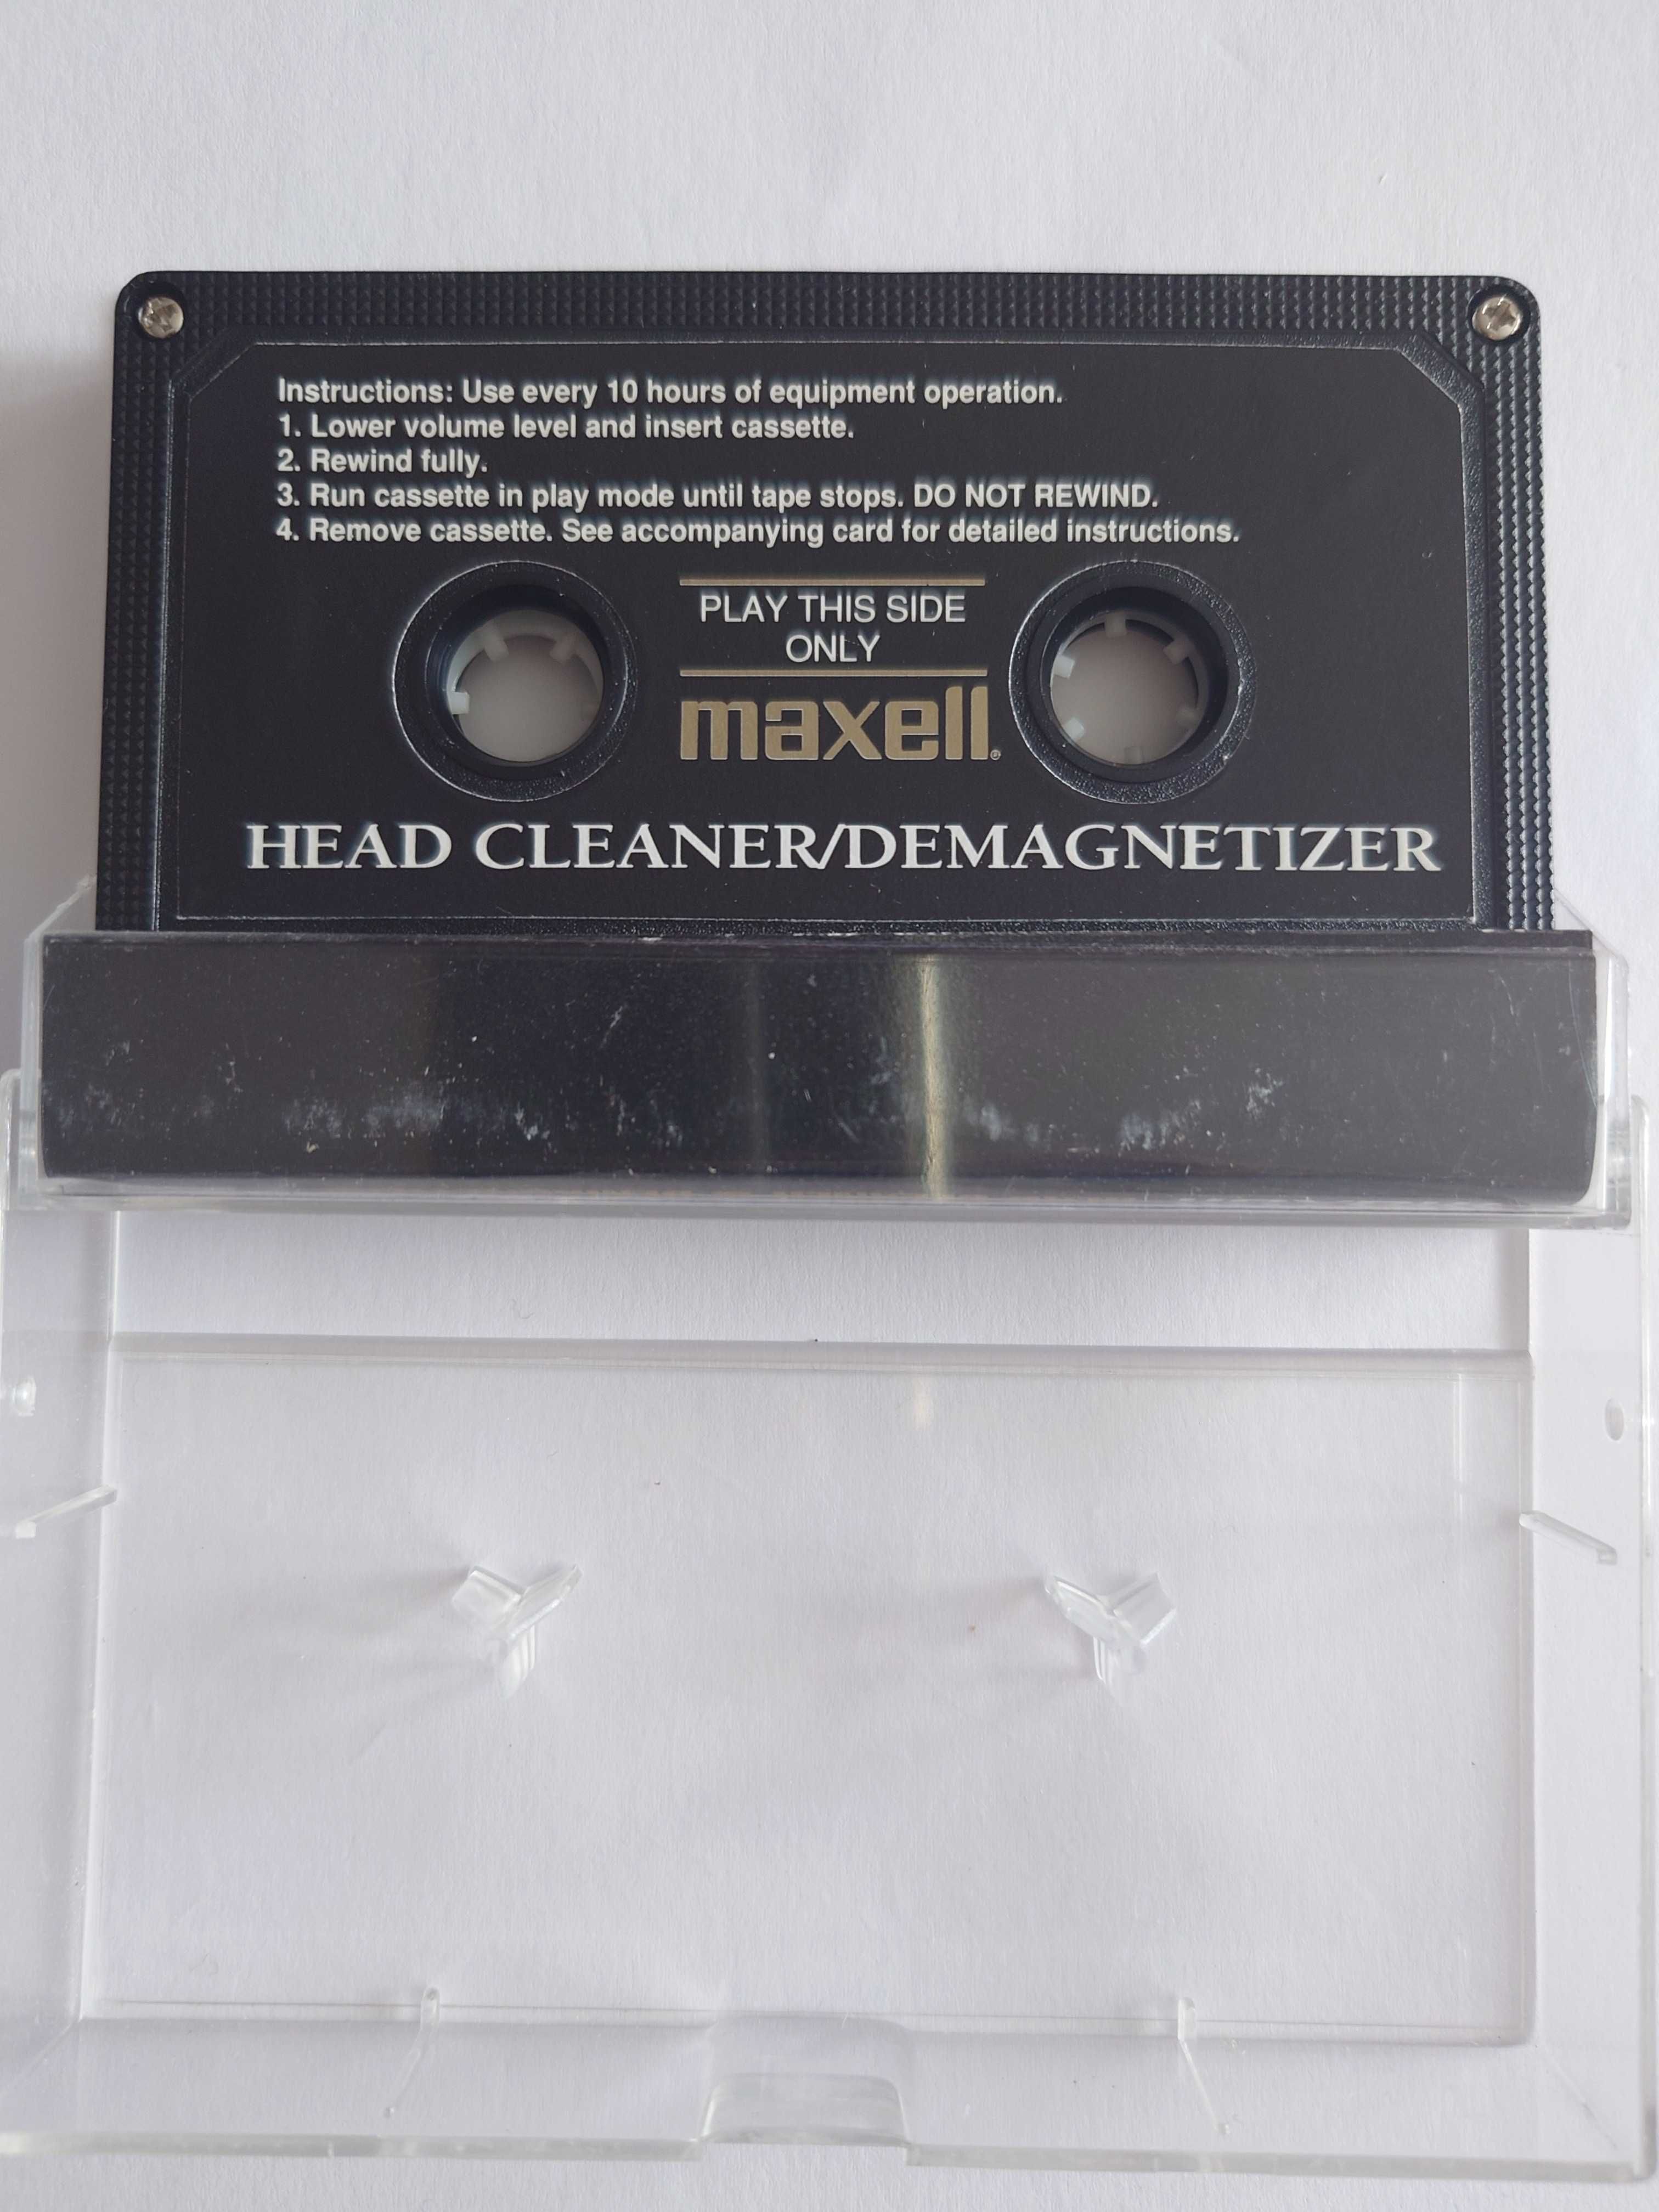 Instructions: Use every 10 hours of equipment operation.
1. Lower volume level and insert cassette.
2. Rewind fully.
3. Run cassette in play mode until tape stops. DO NOT REWIND.
4. Remove cassette. See accompanying card for detailed instructions.
PLAY THIS SIDE
ONLY
maxell®
HEAD CLEANER/DEMAGNETIZER